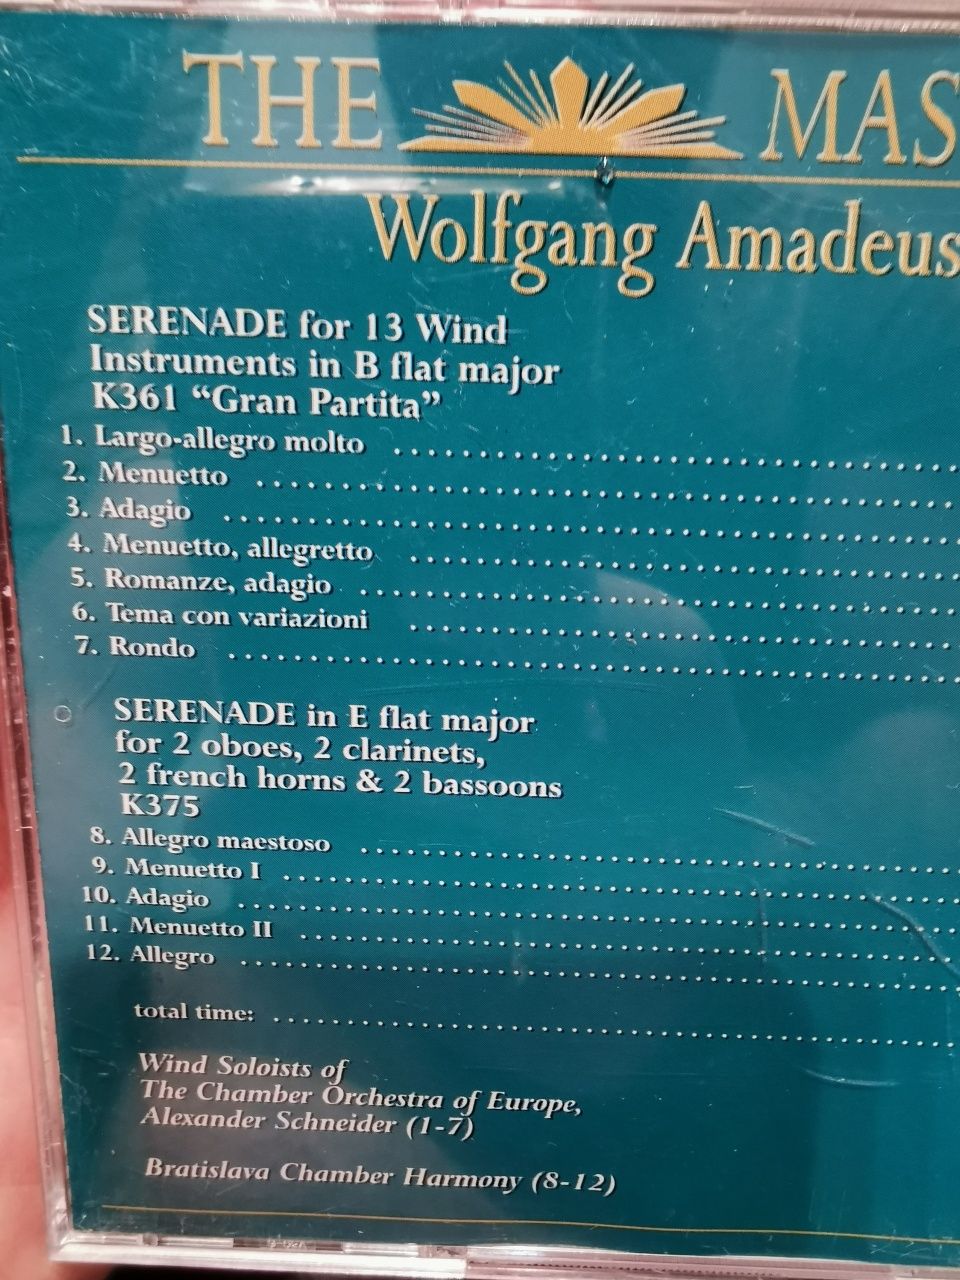 THE MAS
Wolfgang Amadeus
SERENADE for 13 Wind
Instruments in B flat major
K361 “Gran Partita”
1. Largo-allegro molto
2. Menuetto
3. Adagio
4. Menuetto, allegretto
5. Romanze, adagio
6. Tema con variazioni
7. Rondo
SERENADE in E flat major
for 2 oboes, 2 clarinets,
2 french horns & 2 bassoons
K375
8. Allegro maestoso
9. Menuetto I
10. Adagio
11. Menuetto II
12. Allegro
total time:
Wind Soloists of
The Chamber Orchestra of Europe,
Alexander Schneider (1-7)
Bratislava Chamber Harmony (8-12)